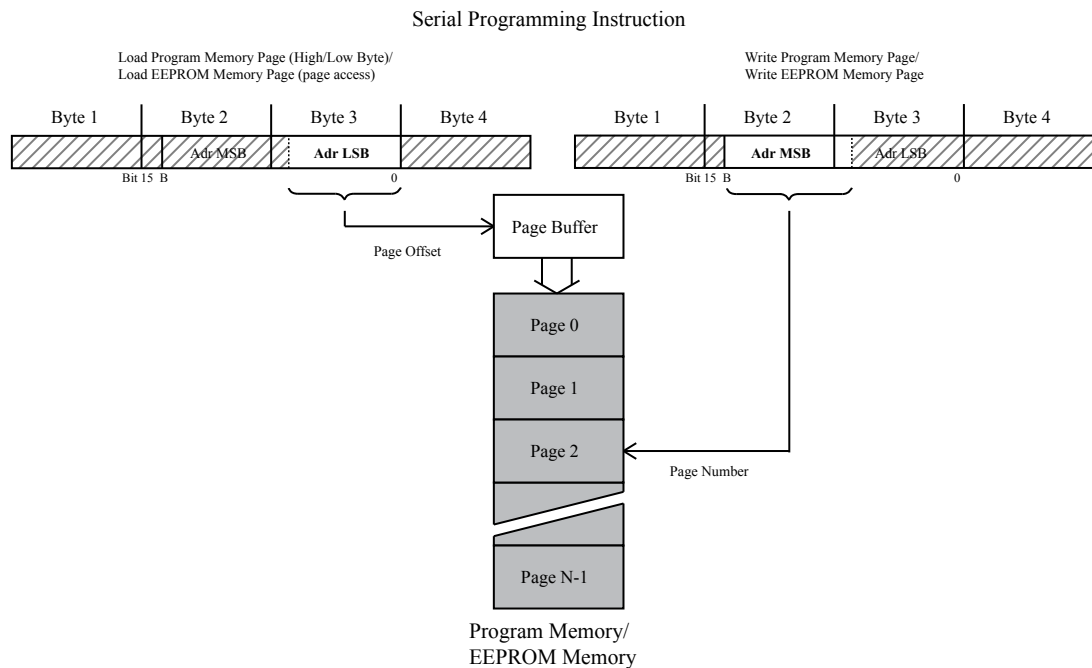 Serial Programming Instruction
Load Program Memory Page (High/Low Byte)/
Load EEPROM Memory Page (page access)
Write Program Memory Page/
Write EEPROM Memory Page
Byte 1 Byte 2 Byte 3 Byte 4
Adr MSB Adr LSB
Bit 15 B 0
Byte 1 Byte 2 Byte 3 Byte 4
Adr MSB Adr LSB
Bit 15 B 0
Page Buffer
Page Offset
Page 0
Page 1
Page 2
Page Number
Page N-1
Program Memory/
EEPROM Memory